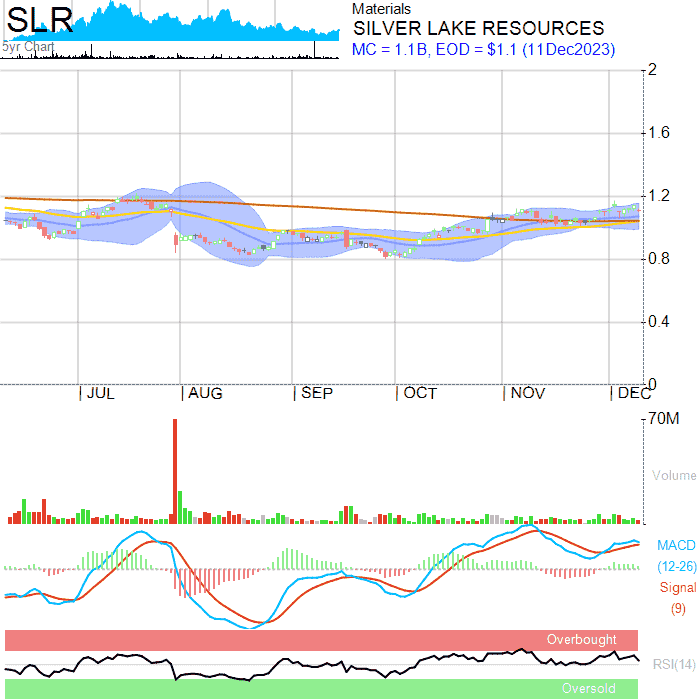 SLR
5yr Chart
Materials
SILVER LAKE RESOURCES
MC = 1.1B, EOD = $1.1 (11Dec2023)
2
1.6
1.2
0.8
0.4
0
JUL
AUG
SEP
OCT
NOV
DEC
70M
Volume
MACD
(12-26)
Signal
(9)
Overbought
RSI(14)
Oversold